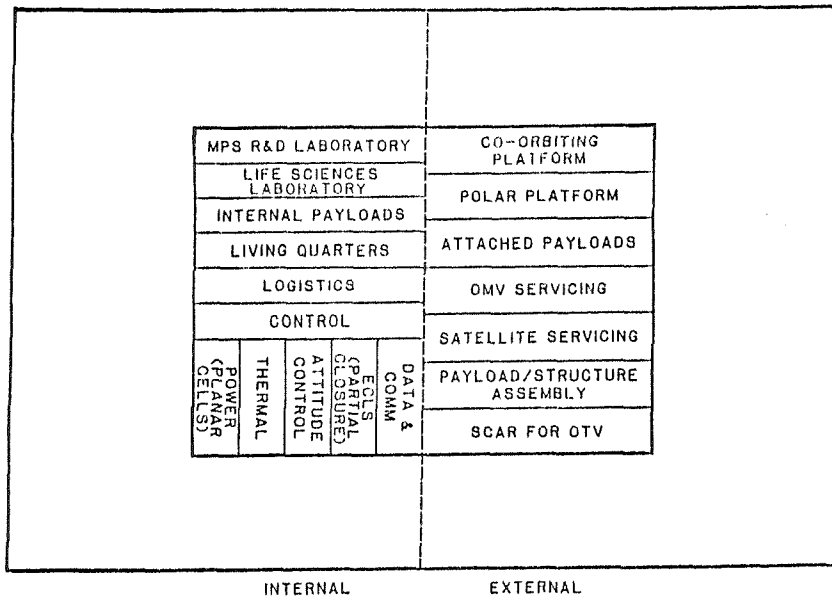 MPS R&D LABORATORY
LIFE SCIENCES
LABORATORY
INTERNAL PAYLOADS
LIVING QUARTERS
LOGISTICS
CONTROL
POWER
(PLANAR
CELLS)
THERMAL
ATTITUDE
CONTROL
ECLS
(PARTIAL
CLOSURE)
DATA &
COMM
CO-ORBITING
PLATFORM
POLAR PLATFORM
ATTACHED PAYLOADS
OMV SERVICING
SATELLITE SERVICING
PAYLOAD/STRUCTURE
ASSEMBLY
SCAR FOR OTV
INTERNAL
EXTERNAL